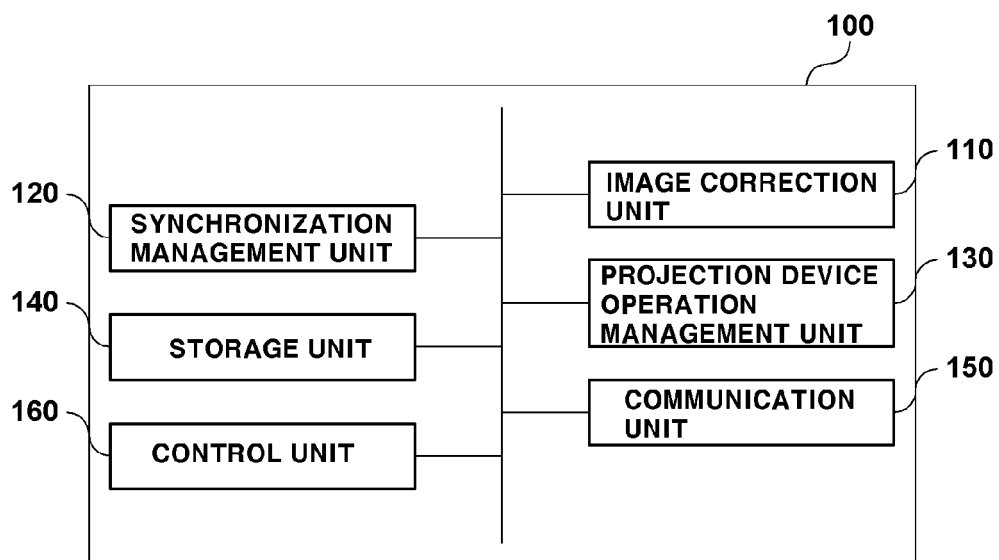 100
110
IMAGE CORRECTION
UNIT
120
SYNCHRONIZATION
MANAGEMENT UNIT
130
PROJECTION DEVICE
OPERATION
MANAGEMENT UNIT
140
STORAGE UNIT
150
COMMUNICATION
UNIT
160
CONTROL UNIT